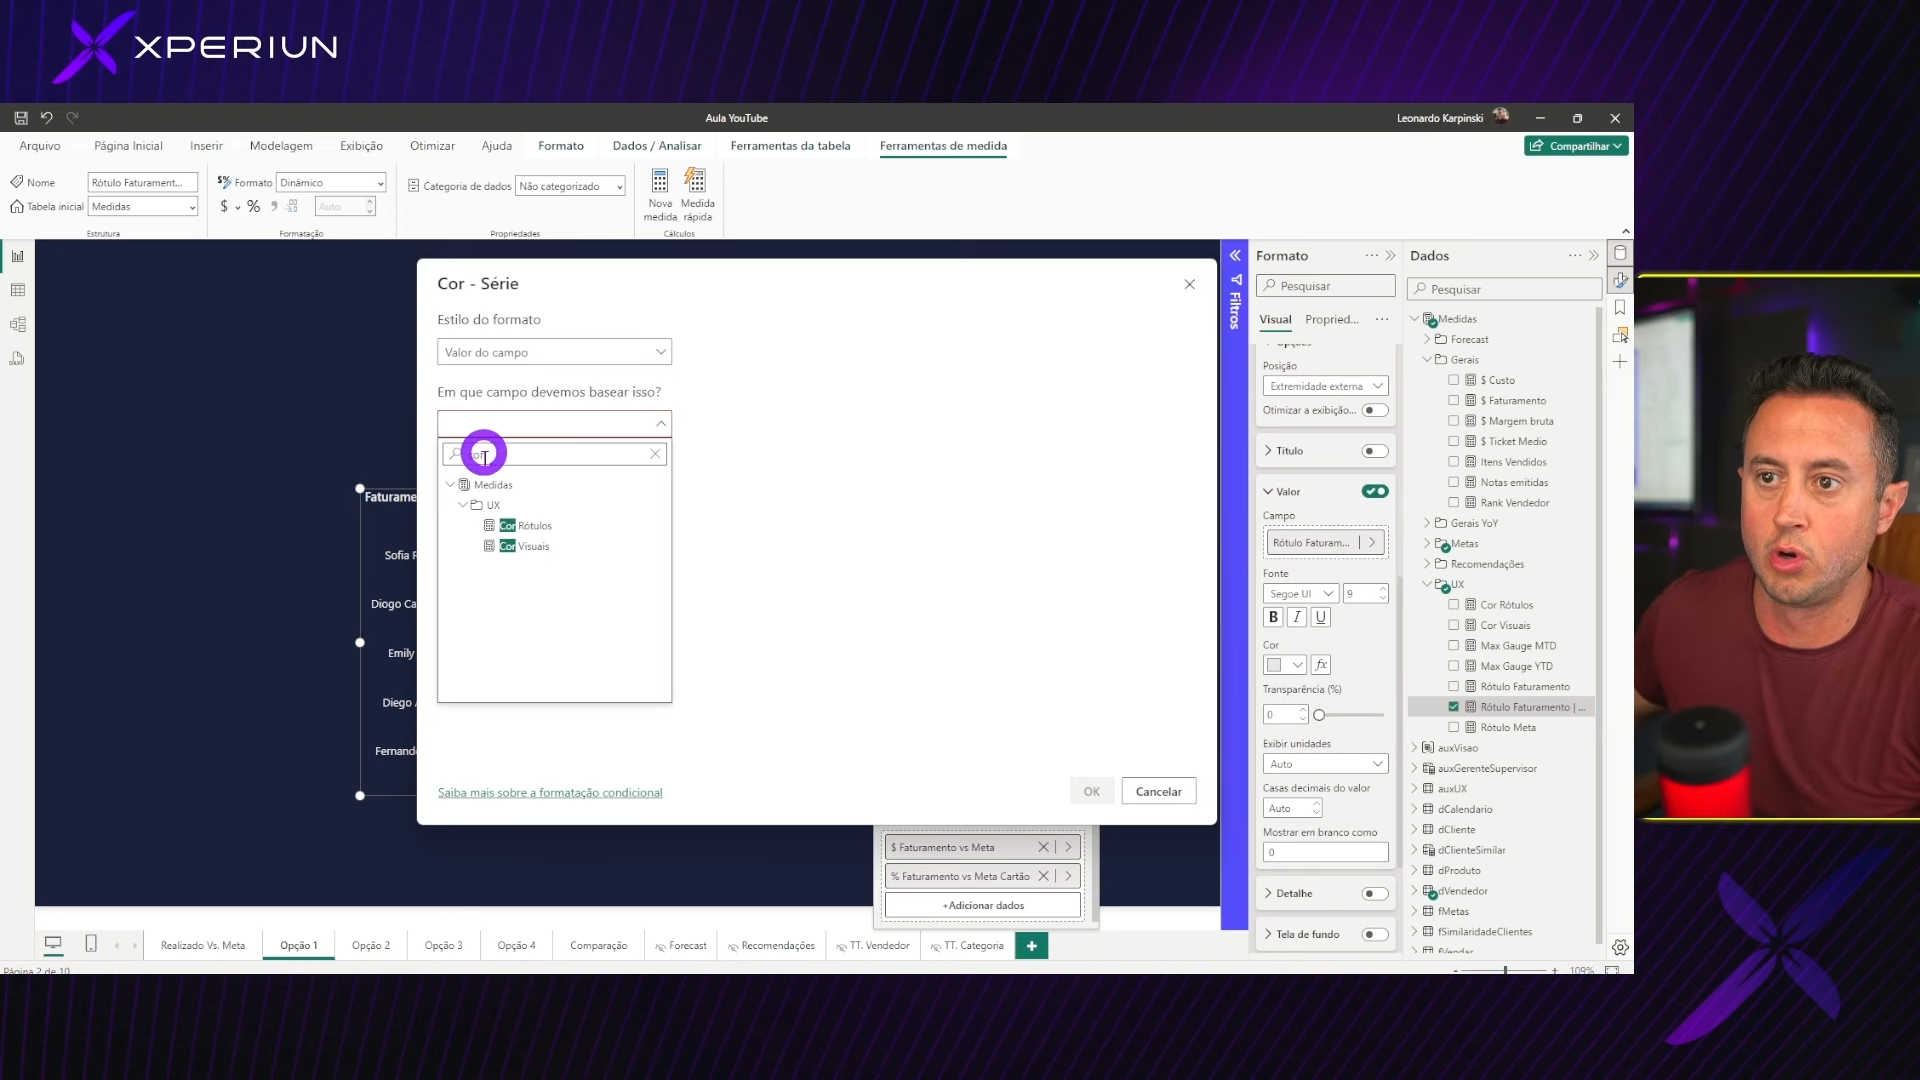 XPERIUN
Aula YouTube
Leonardo Karpinski
Arquivo
Página Inicial
Inserir
Modelagem
Exibição
Otimizar
Ajuda
Formato
Dados / Analisar
Ferramentas da tabela
Ferramentas de medida
Compartilhar
Nome
Rótulo Faturament...
Formato
Dinâmico
Categoria de dados
Não categorizado
Nova medida
Medida rápida
Tabela inicial
Medidas
$
%
Auto
Estrutura
Formatação
Propriedades
Cálculos
Cor - Série
Estilo do formato
Valor do campo
Em que campo devemos basear isso?
cor
Medidas
UX
Cor Rótulos
Cor Visuais
Saiba mais sobre a formatação condicional
OK
Cancelar
Faturame
Sofia R
Diogo Ca
Emily
Diego
Fernando
$ Faturamento vs Meta
% Faturamento vs Meta Cartão
+Adicionar dados
Filtros
Formato
Pesquisar
Visual
Propried...
Opções
Posição
Extremidade externa
Otimizar a exibição...
Título
Valor
Campo
Rótulo Faturam...
Fonte
Segoe UI
9
B I U
Cor
fx
Transparência (%)
0
Exibir unidades
Auto
Casas decimais do valor
Auto
Mostrar em branco como
0
Detalhe
Tela de fundo
Dados
Pesquisar
Medidas
Forecast
Gerais
$ Custo
$ Faturamento
$ Margem bruta
$ Ticket Medio
Itens Vendidos
Notas emitidas
Rank Vendedor
Gerais YoY
Metas
Recomendações
UX
Cor Rótulos
Cor Visuais
Max Gauge MTD
Max Gauge YTD
Rótulo Faturamento
Rótulo Faturamento | ...
Rótulo Meta
auxVisao
auxGerenteSupervisor
auxUX
dCalendario
dCliente
dClienteSimilar
dProduto
dVendedor
fMetas
fSimilaridadeClientes
fVendas
Realizado Vs. Meta
Opção 1
Opção 2
Opção 3
Opção 4
Comparação
Forecast
Recomendações
TT. Vendedor
TT. Categoria
Página 2 de 10
109%